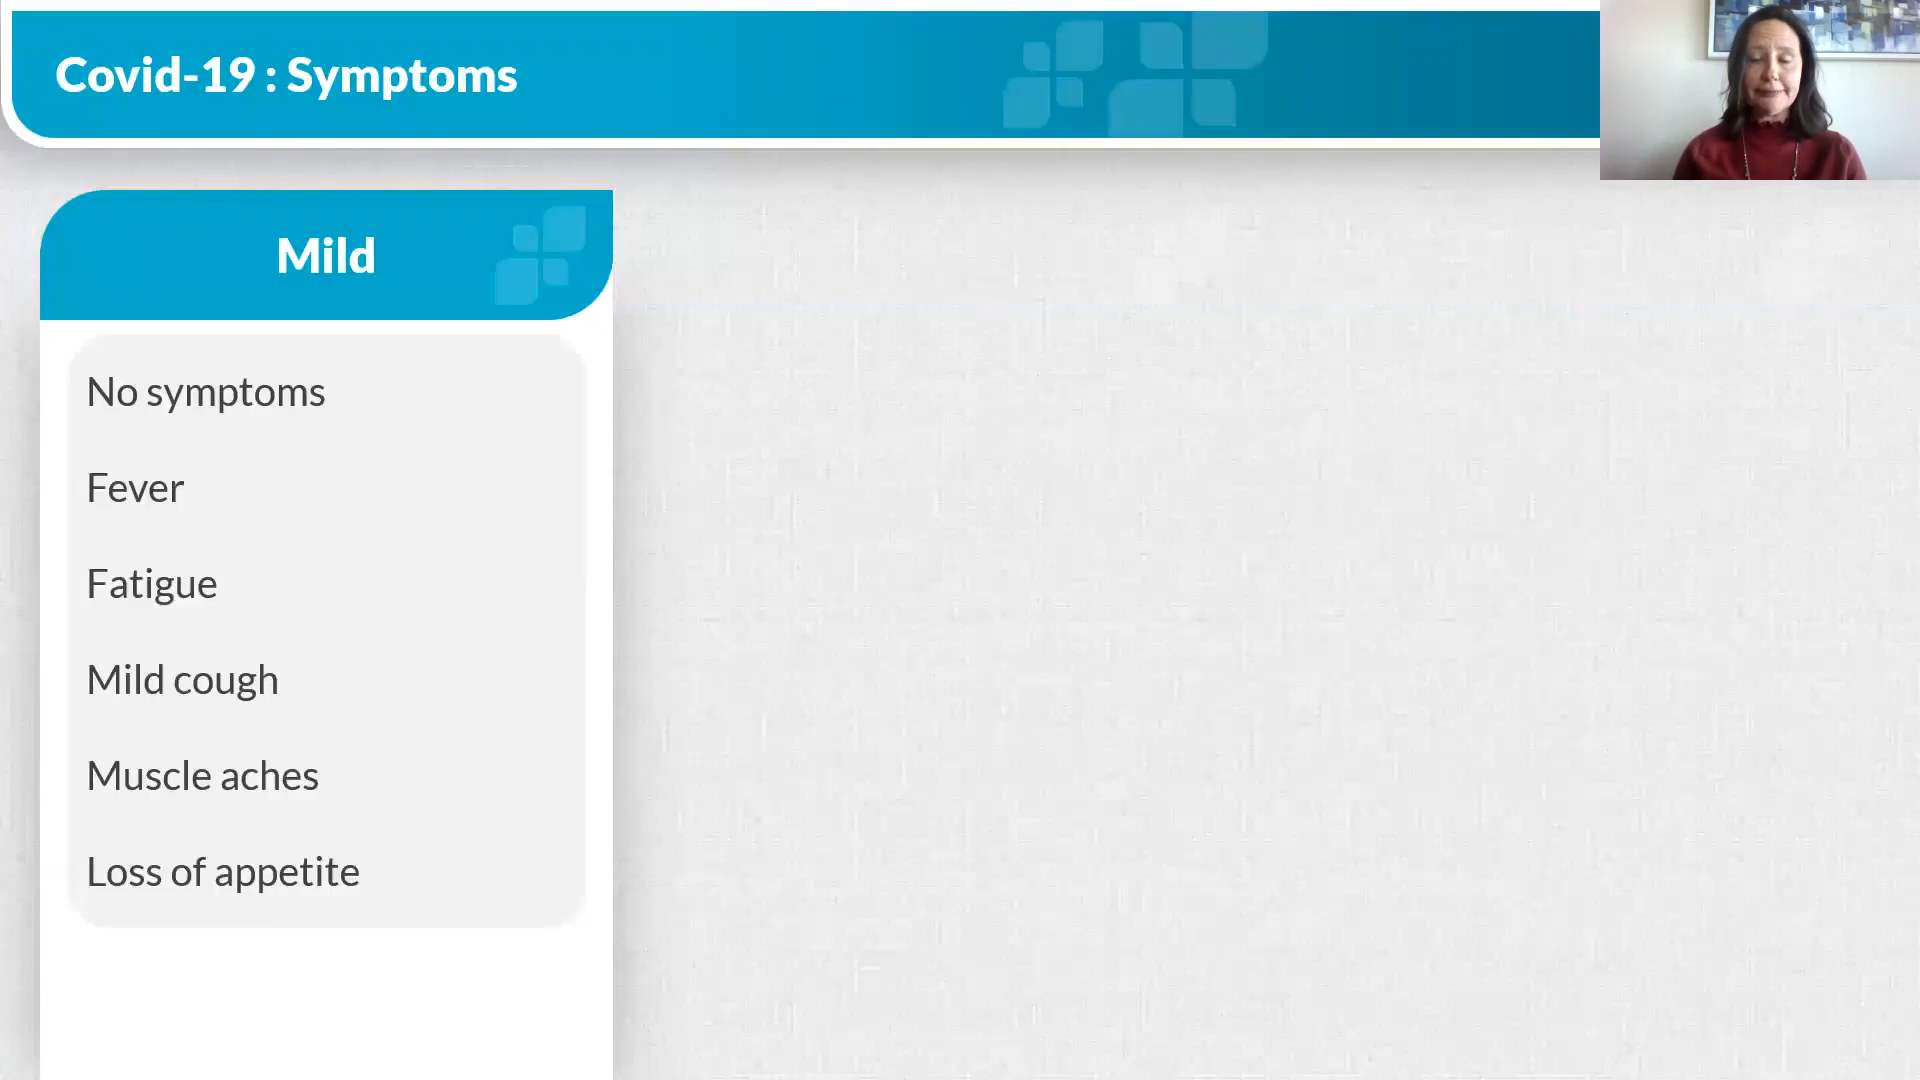 Covid-19 : Symptoms
Mild
No symptoms
Fever
Fatigue
Mild cough
Muscle aches
Loss of appetite